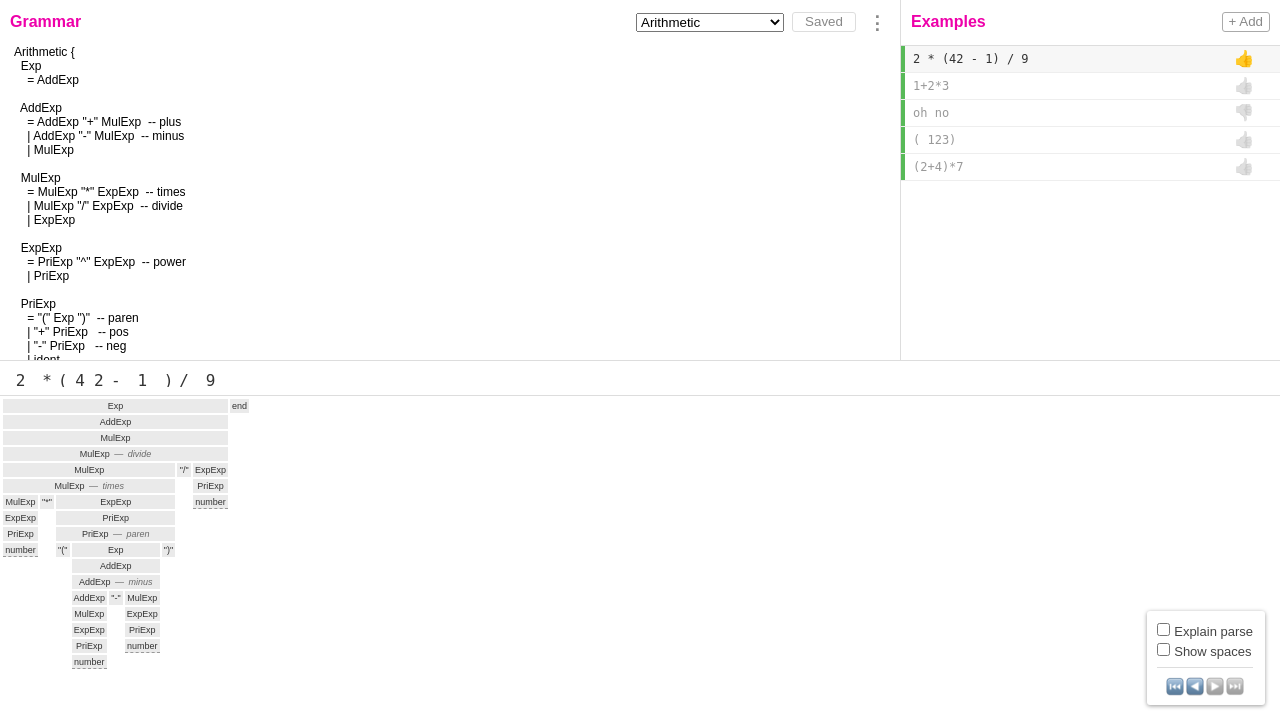 Grammar
Arithmetic
Saved
⋮
Arithmetic {
Exp
= AddExp
AddExp
= AddExp "+" MulExp -- plus
| AddExp "-" MulExp -- minus
| MulExp
MulExp
= MulExp "*" ExpExp -- times
| MulExp "/" ExpExp -- divide
| ExpExp
ExpExp
= PriExp "^" ExpExp -- power
| PriExp
PriExp
= "(" Exp ")" -- paren
| "+" PriExp -- pos
| "-" PriExp -- neg
| ident
Examples
+ Add
2 * (42 - 1) / 9
1+2*3
oh no
( 123)
(2+4)*7
2 * ( 4 2 - 1 ) / 9
Exp end
AddExp
MulExp
MulExp — divide
MulExp "/" ExpExp
MulExp — times PriExp
MulExp "*" ExpExp number
ExpExp PriExp
PriExp PriExp — paren
number "(" Exp ")"
AddExp
AddExp — minus
AddExp "-" MulExp
MulExp ExpExp
ExpExp PriExp
PriExp number
number
Explain parse
Show spaces